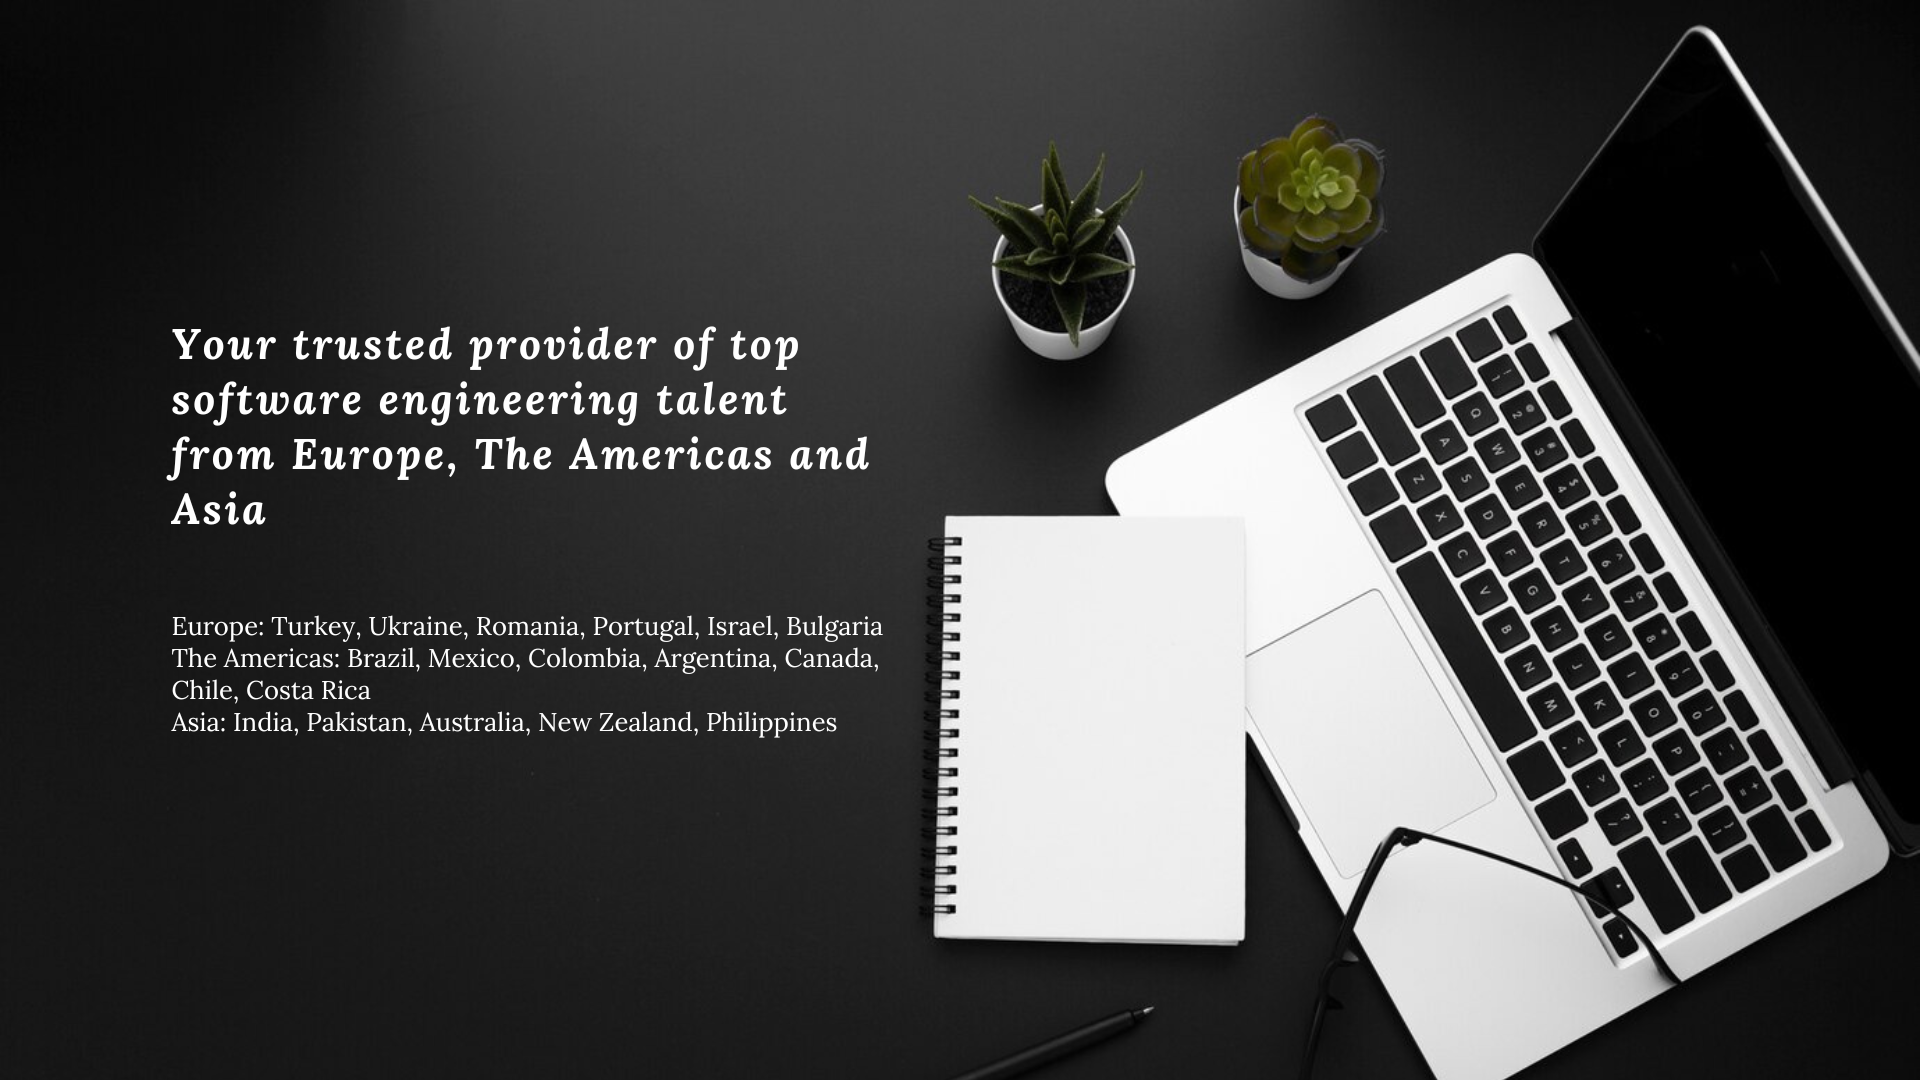 Your trusted provider of top
software engineering talent
from Europe, The Americas and
Asia
Europe: Turkey, Ukraine, Romania, Portugal, Israel, Bulgaria
The Americas: Brazil, Mexico, Colombia, Argentina, Canada,
Chile, Costa Rica
Asia: India, Pakistan, Australia, New Zealand, Philippines